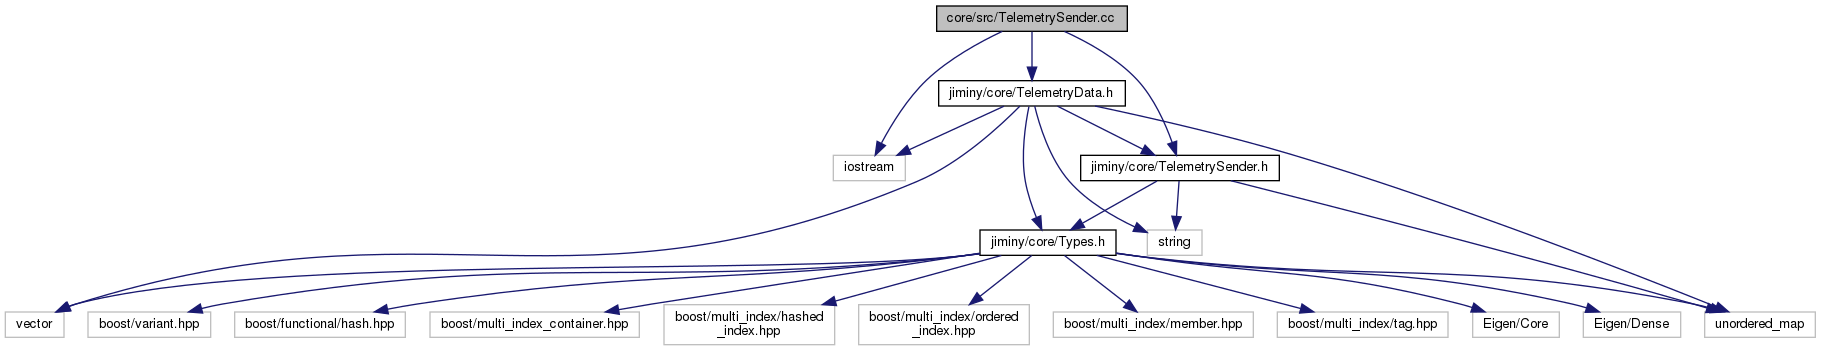 core/src/TelemetrySender.cc
jiminy/core/TelemetryData.h
iostream
jiminy/core/TelemetrySender.h
jiminy/core/Types.h
string
vector
boost/variant.hpp
boost/functional/hash.hpp
boost/multi_index_container.hpp
boost/multi_index/hashed
_index.hpp
boost/multi_index/ordered
_index.hpp
boost/multi_index/member.hpp
boost/multi_index/tag.hpp
Eigen/Core
Eigen/Dense
unordered_map